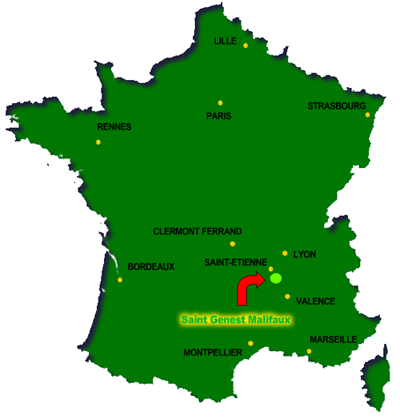 LILLE
STRASBOURG
PARIS
RENNES
CLERMONT FERRAND
LYON
SAINT-ETIENNE
BORDEAUX
VALENCE
Saint Genest Malifaux
MARSEILLE
MONTPELLIER